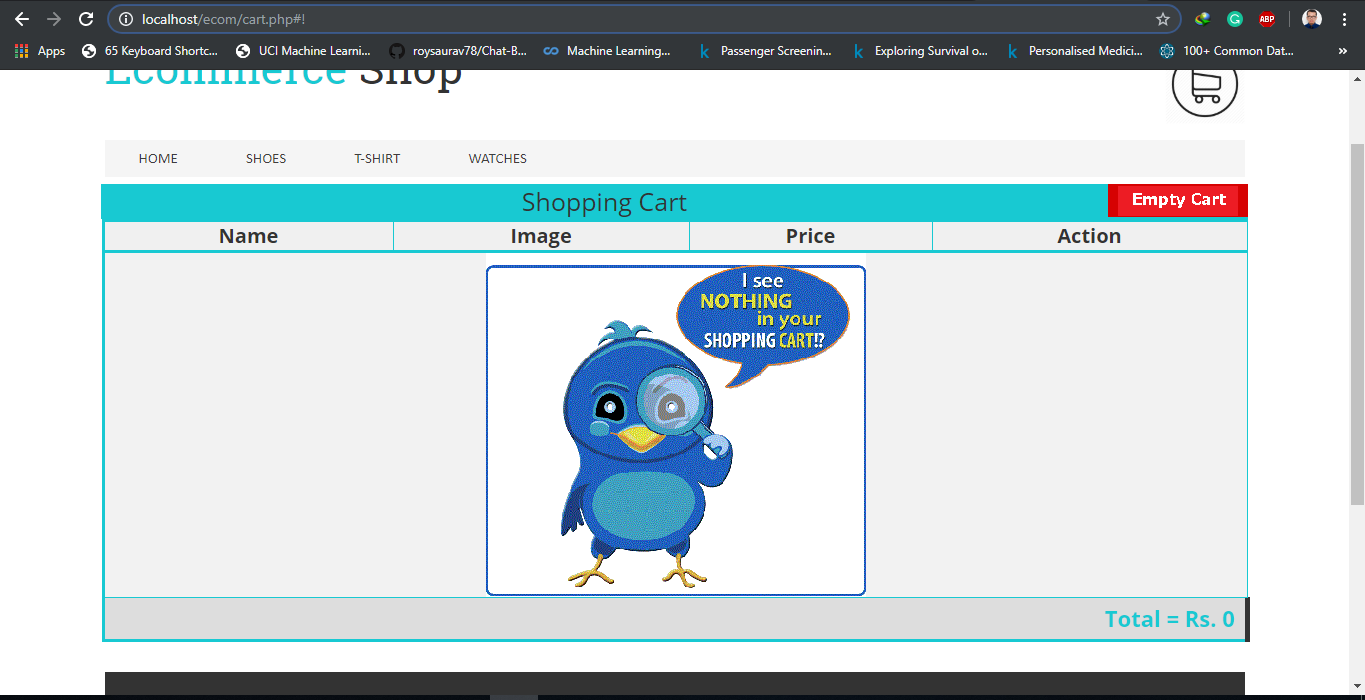 localhost/ecom/cart.php#!
ABP
Apps 65 Keyboard Shortc... UCI Machine Learni... roysaurav78/Chat-B... Machine Learning... Passenger Screenin... Exploring Survival o... Personalised Medici... 100+ Common Dat... »
Ecommerce Shop
HOME SHOES T-SHIRT WATCHES
Shopping Cart Empty Cart
Name Image Price Action
I see
NOTHING
in your
SHOPPING CART!?
Total = Rs. 0